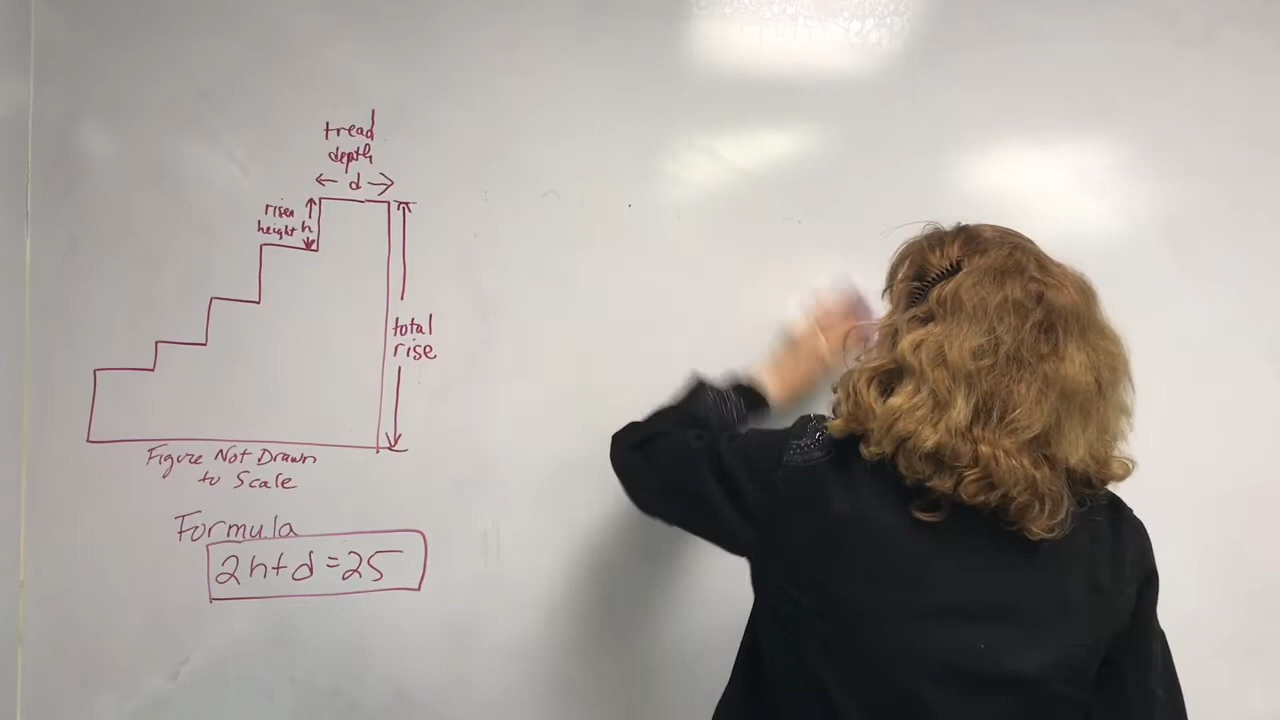 tread
depth
d
riser
height h
total
rise
Figure Not Drawn
to Scale
Formula
2h+d=25